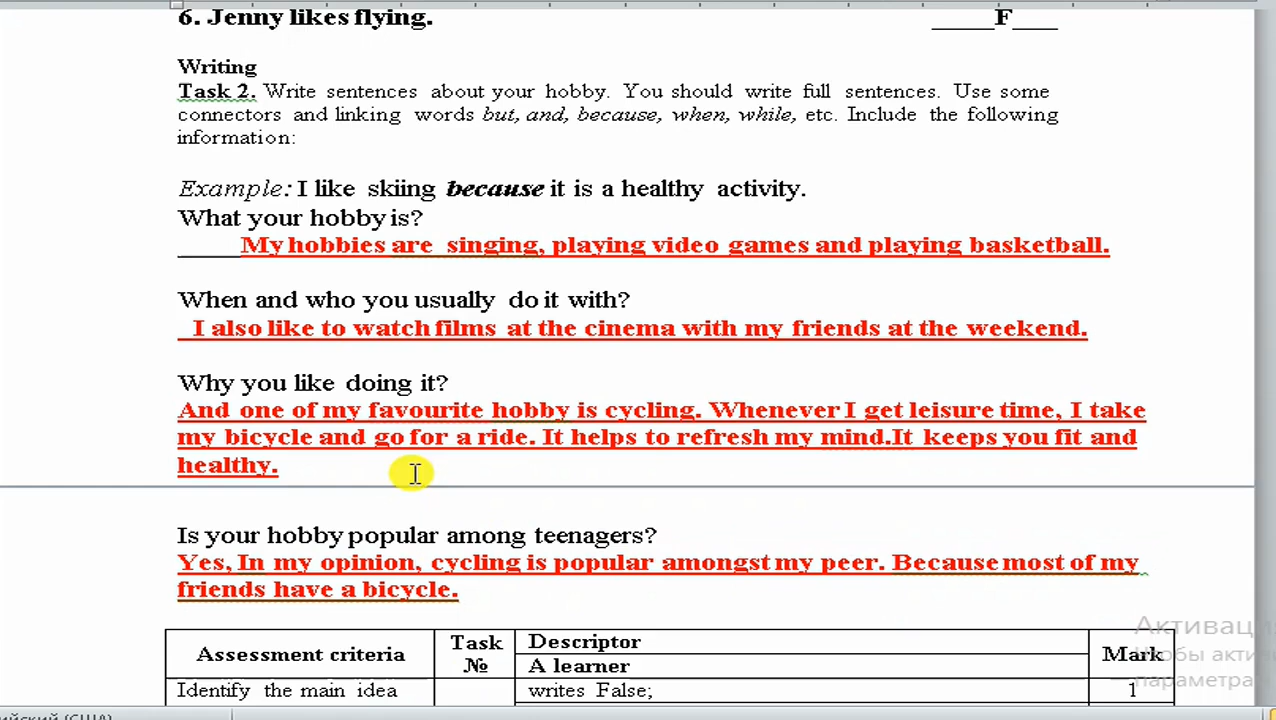 6. Jenny likes flying. _____F____
Writing
Task 2. Write sentences about your hobby. You should write full sentences. Use some
connectors and linking words but, and, because, when, while, etc. Include the following
information:
Example: I like skiing because it is a healthy activity.
What your hobby is?
_____My hobbies are singing, playing video games and playing basketball.
When and who you usually do it with?
_ I also like to watch films at the cinema with my friends at the weekend.
Why you like doing it?
And one of my favourite hobby is cycling. Whenever I get leisure time, I take
my bicycle and go for a ride. It helps to refresh my mind.It keeps you fit and
healthy.
Is your hobby popular among teenagers?
Yes, In my opinion, cycling is popular amongst my peer. Because most of my
friends have a bicycle.
Assessment criteria Task № Descriptor Mark
A learner
Identify the main idea writes False; 1
Активац
Чтобы акти
параметра